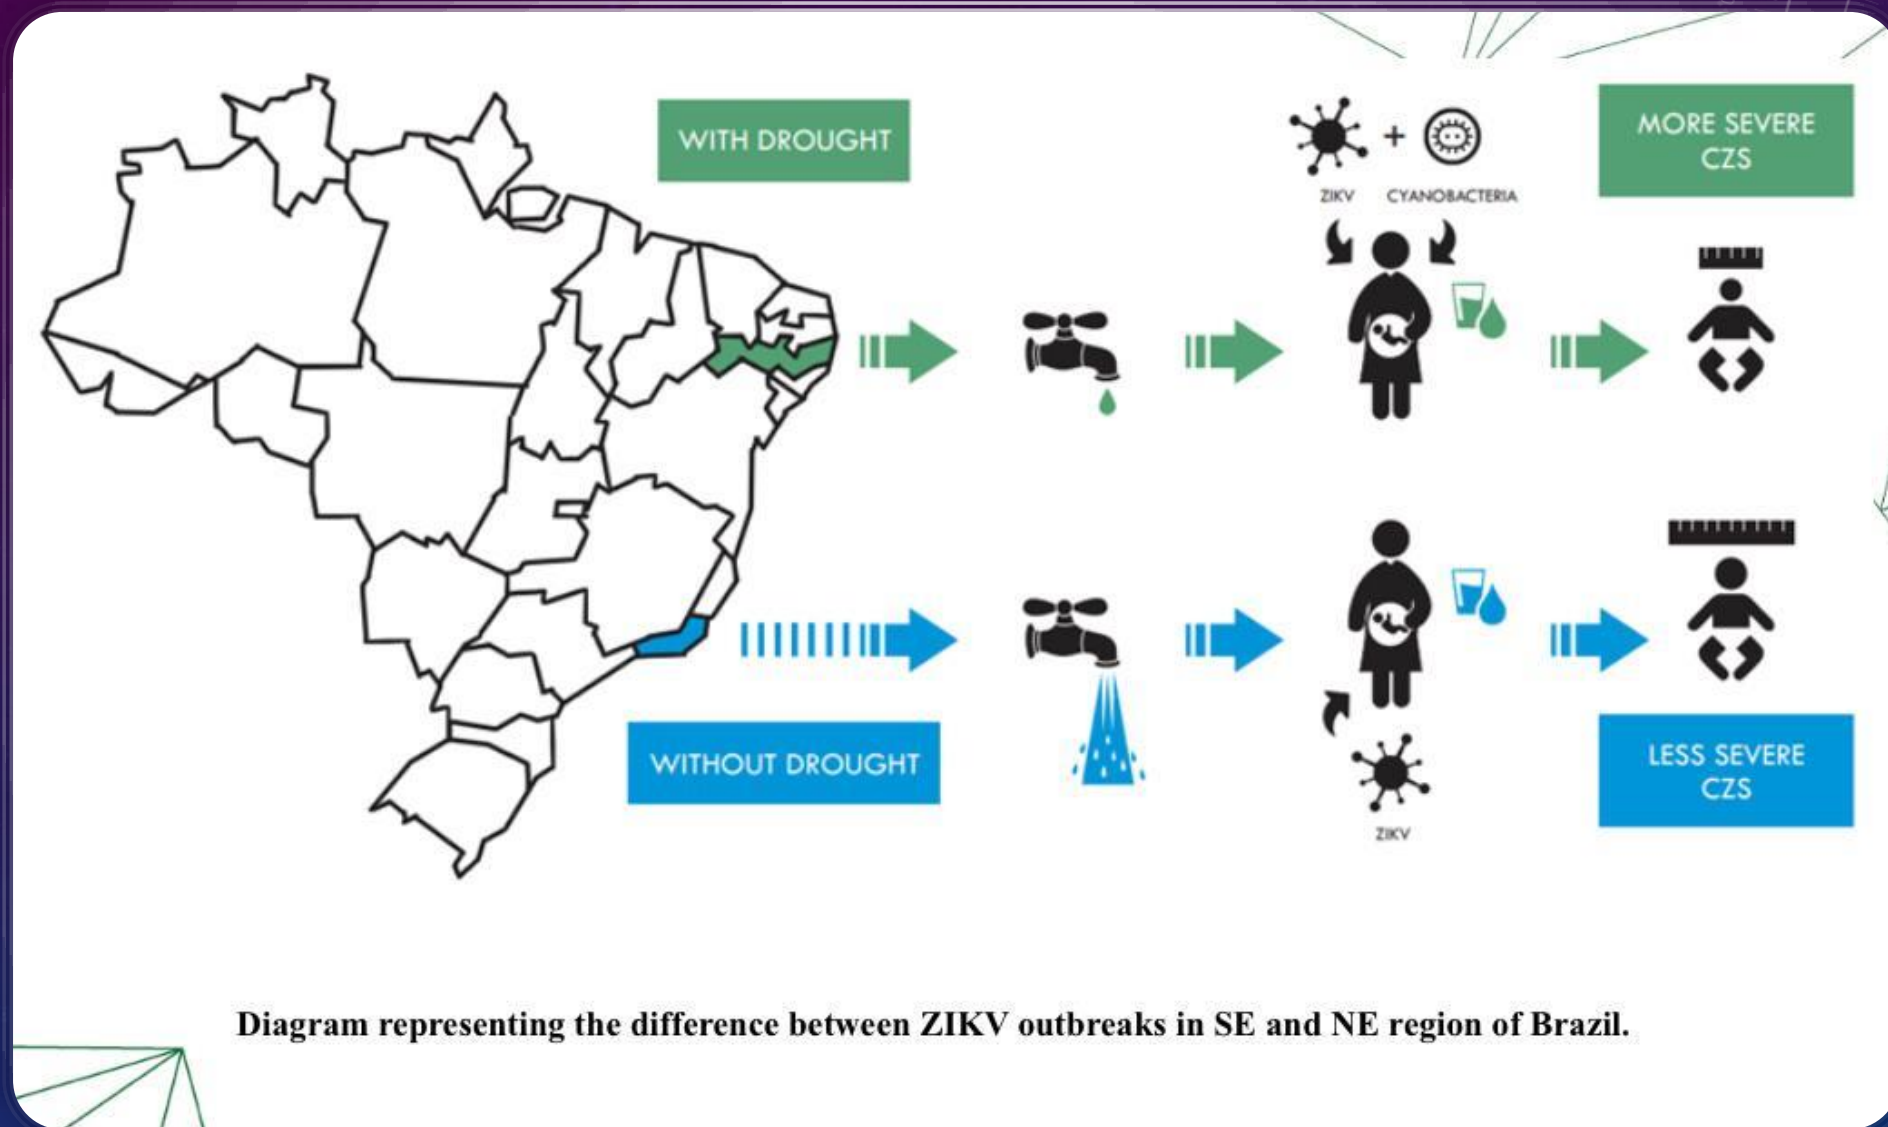 WITH DROUGHT
ZIKV + CYANOBACTERIA
MORE SEVERE
CZS
WITHOUT DROUGHT
ZIKV
LESS SEVERE
CZS
Diagram representing the difference between ZIKV outbreaks in SE and NE region of Brazil.